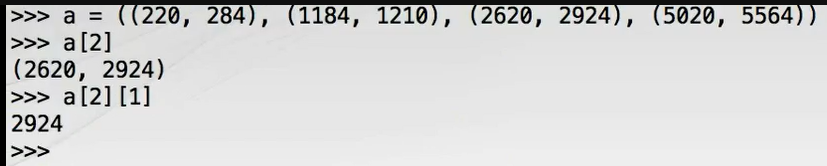 >>> a = ((220, 284), (1184, 1210), (2620, 2924), (5020, 5564))
>>> a[2]
(2620, 2924)
>>> a[2][1]
2924
>>>